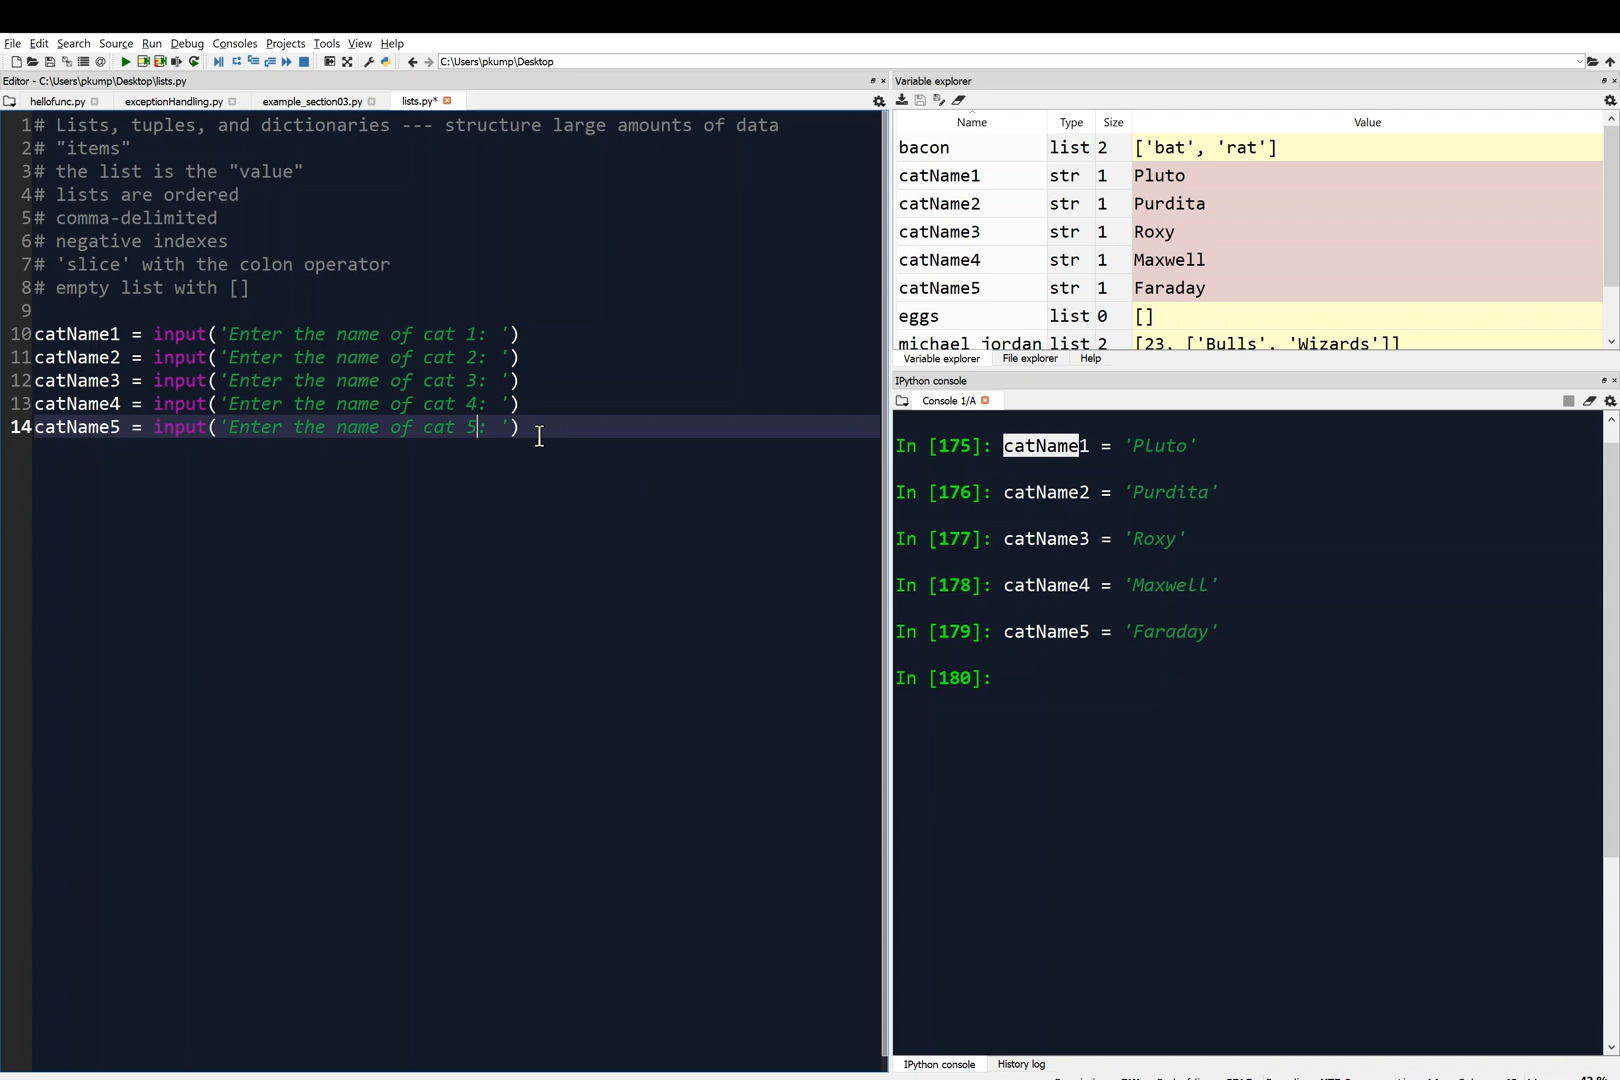 File Edit Search Source Run Debug Consoles Projects Tools View Help
C:\Users\pkump\Desktop
Editor - C:\Users\pkump\Desktop\lists.py
hellofunc.py exceptionHandling.py example_section03.py lists.py*
1# Lists, tuples, and dictionaries --- structure large amounts of data
2# "items"
3# the list is the "value"
4# lists are ordered
5# comma-delimited
6# negative indexes
7# 'slice' with the colon operator
8# empty list with []
9
10catName1 = input('Enter the name of cat 1: ')
11catName2 = input('Enter the name of cat 2: ')
12catName3 = input('Enter the name of cat 3: ')
13catName4 = input('Enter the name of cat 4: ')
14catName5 = input('Enter the name of cat 5: ')
Variable explorer
Name Type Size Value
bacon list 2 ['bat', 'rat']
catName1 str 1 Pluto
catName2 str 1 Purdita
catName3 str 1 Roxy
catName4 str 1 Maxwell
catName5 str 1 Faraday
eggs list 0 []
michael_jordan list 2 [23, ['Bulls', 'Wizards']]
Variable explorer File explorer Help
IPython console
Console 1/A
In [175]: catName1 = 'Pluto'
In [176]: catName2 = 'Purdita'
In [177]: catName3 = 'Roxy'
In [178]: catName4 = 'Maxwell'
In [179]: catName5 = 'Faraday'
In [180]:
IPython console History log